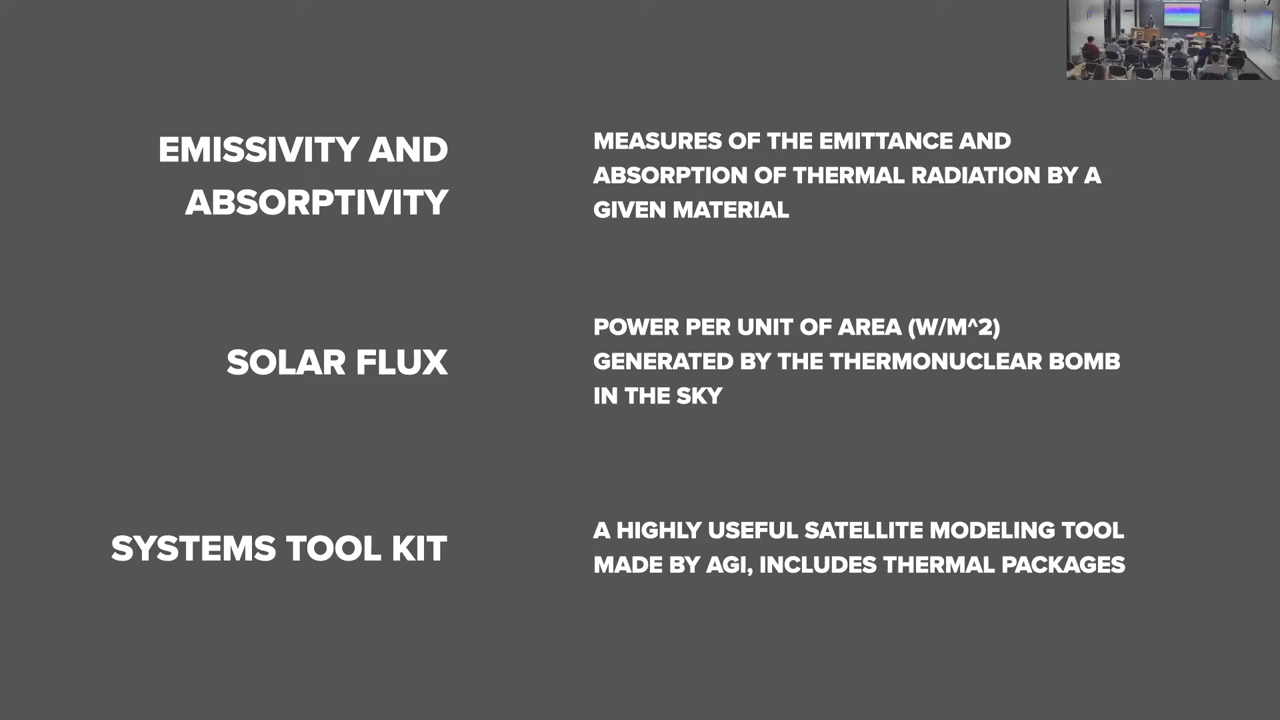 EMISSIVITY AND
ABSORPTIVITY
MEASURES OF THE EMITTANCE AND
ABSORPTION OF THERMAL RADIATION BY A
GIVEN MATERIAL
SOLAR FLUX
POWER PER UNIT OF AREA (W/M^2)
GENERATED BY THE THERMONUCLEAR BOMB
IN THE SKY
SYSTEMS TOOL KIT
A HIGHLY USEFUL SATELLITE MODELING TOOL
MADE BY AGI, INCLUDES THERMAL PACKAGES